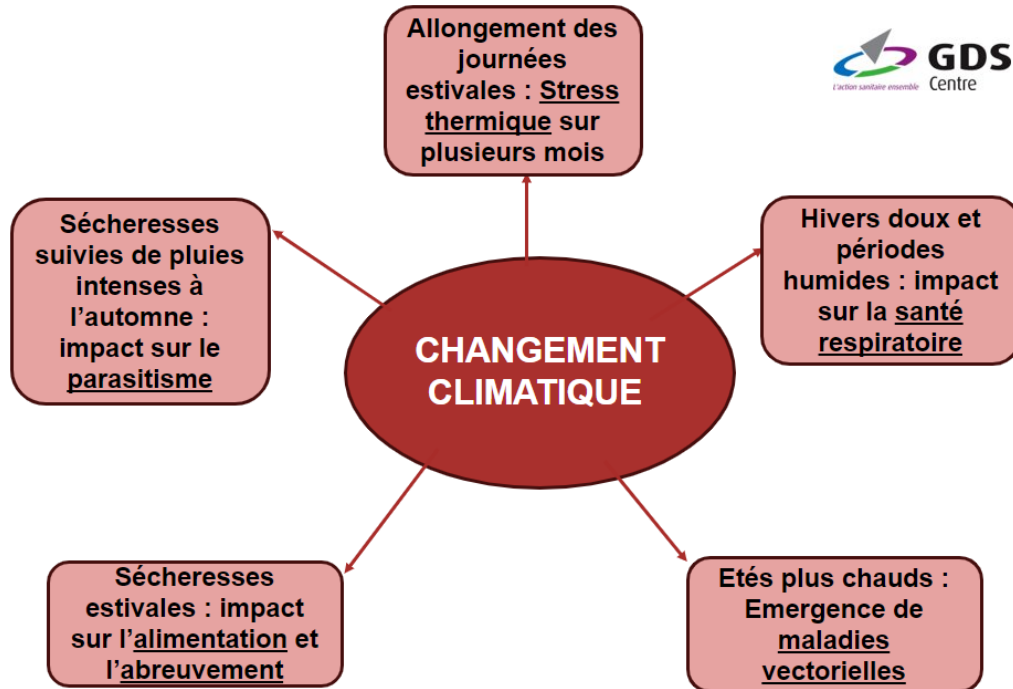 Allongement des
journées
estivales : Stress
thermique sur
plusieurs mois
GDS
Centre
L'action sanitaire ensemble
Sécheresses
suivies de pluies
intenses à
l'automne :
impact sur le
parasitisme
Hivers doux et
périodes
humides : impact
sur la santé
respiratoire
CHANGEMENT
CLIMATIQUE
Sécheresses
estivales : impact
sur l'alimentation et
l'abreuvement
Etés plus chauds :
Emergence de
maladies
vectorielles